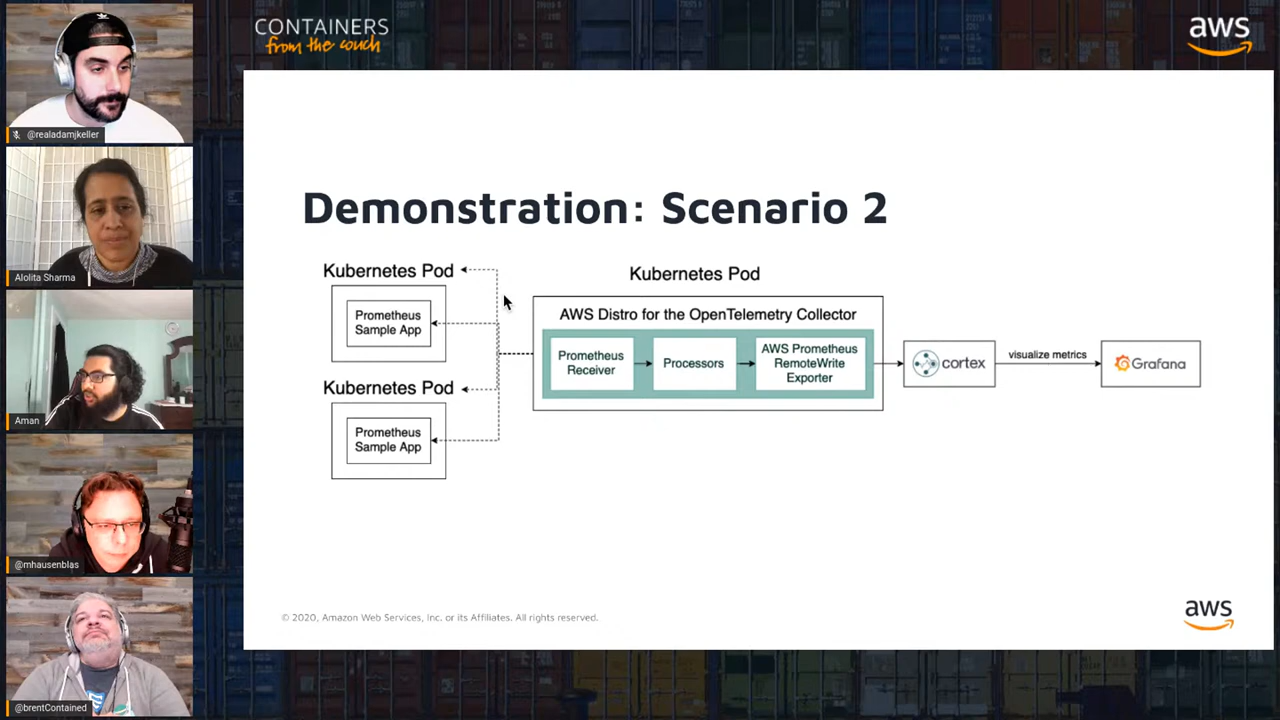 CONTAINERS
from the couch
aws
@realadamjkeller
Alolita Sharma
Aman
@mhausenblas
@brentContained
Demonstration: Scenario 2
Kubernetes Pod
Prometheus
Sample App
Kubernetes Pod
Prometheus
Sample App
Kubernetes Pod
AWS Distro for the OpenTelemetry Collector
Prometheus
Receiver
Processors
AWS Prometheus
RemoteWrite
Exporter
cortex
visualize metrics
Grafana
© 2020, Amazon Web Services, Inc. or its Affiliates. All rights reserved.
aws